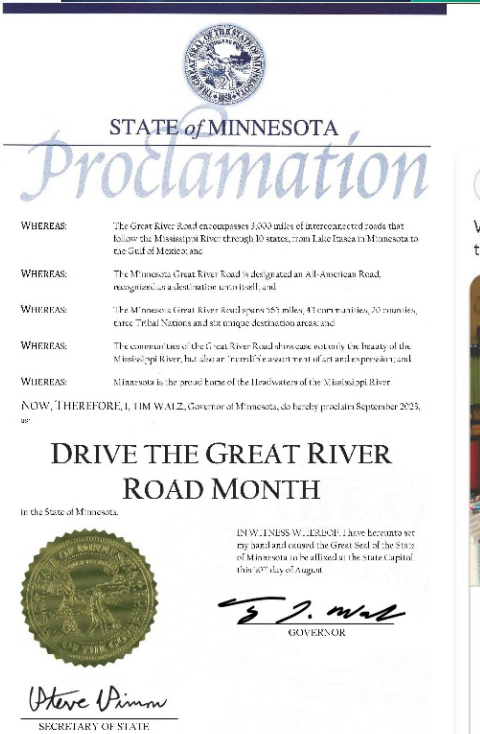 STATE of MINNESOTA
Proclamation
WHEREAS: The Great River Road encompasses 3,000 miles of interconnected roads that
follow the Mississippi River through 10 states, from Lake Itasca in Minnesota to
the Gulf of Mexico; and
WHEREAS: The Minnesota Great River Road is designated an All-American Road,
recognized as a destination unto itself; and
WHEREAS: The Minnesota Great River Road spans 565 miles, 43 communities, 20 counties,
three Tribal Nations and six unique destination areas; and
WHEREAS: The communities of the Great River Road showcase not only the beauty of the
Mississippi River, but also an incredible assortment of art and expression; and
WHEREAS: Minnesota is the proud home of the Headwaters of the Mississippi River.
NOW, THEREFORE, I, TIM WALZ, Governor of Minnesota, do hereby proclaim September 2023,
as:
DRIVE THE GREAT RIVER
ROAD MONTH
in the State of Minnesota.
IN WITNESS WHEREOF, I have hereunto set
my hand and caused the Great Seal of the State
of Minnesota to be affixed at the State Capitol
this 30th day of August.
GOVERNOR
Steve Simon
SECRETARY OF STATE